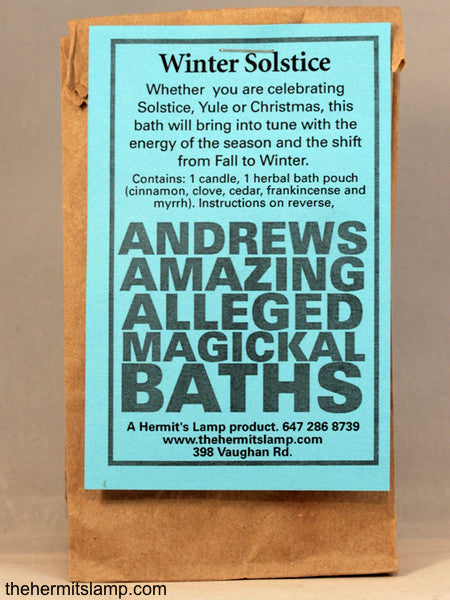 Winter Solstice
Whether you are celebrating
Solstice, Yule or Christmas, this
bath will bring into tune with the
energy of the season and the shift
from Fall to Winter.
Contains: 1 candle, 1 herbal bath pouch
(cinnamon, clove, cedar, frankincense and
myrrh). Instructions on reverse,
ANDREWS
AMAZING
ALLEGED
MAGICKAL
BATHS
A Hermit's Lamp product. 647 286 8739
www.thehermitslamp.com
398 Vaughan Rd.
thehermitslamp.com